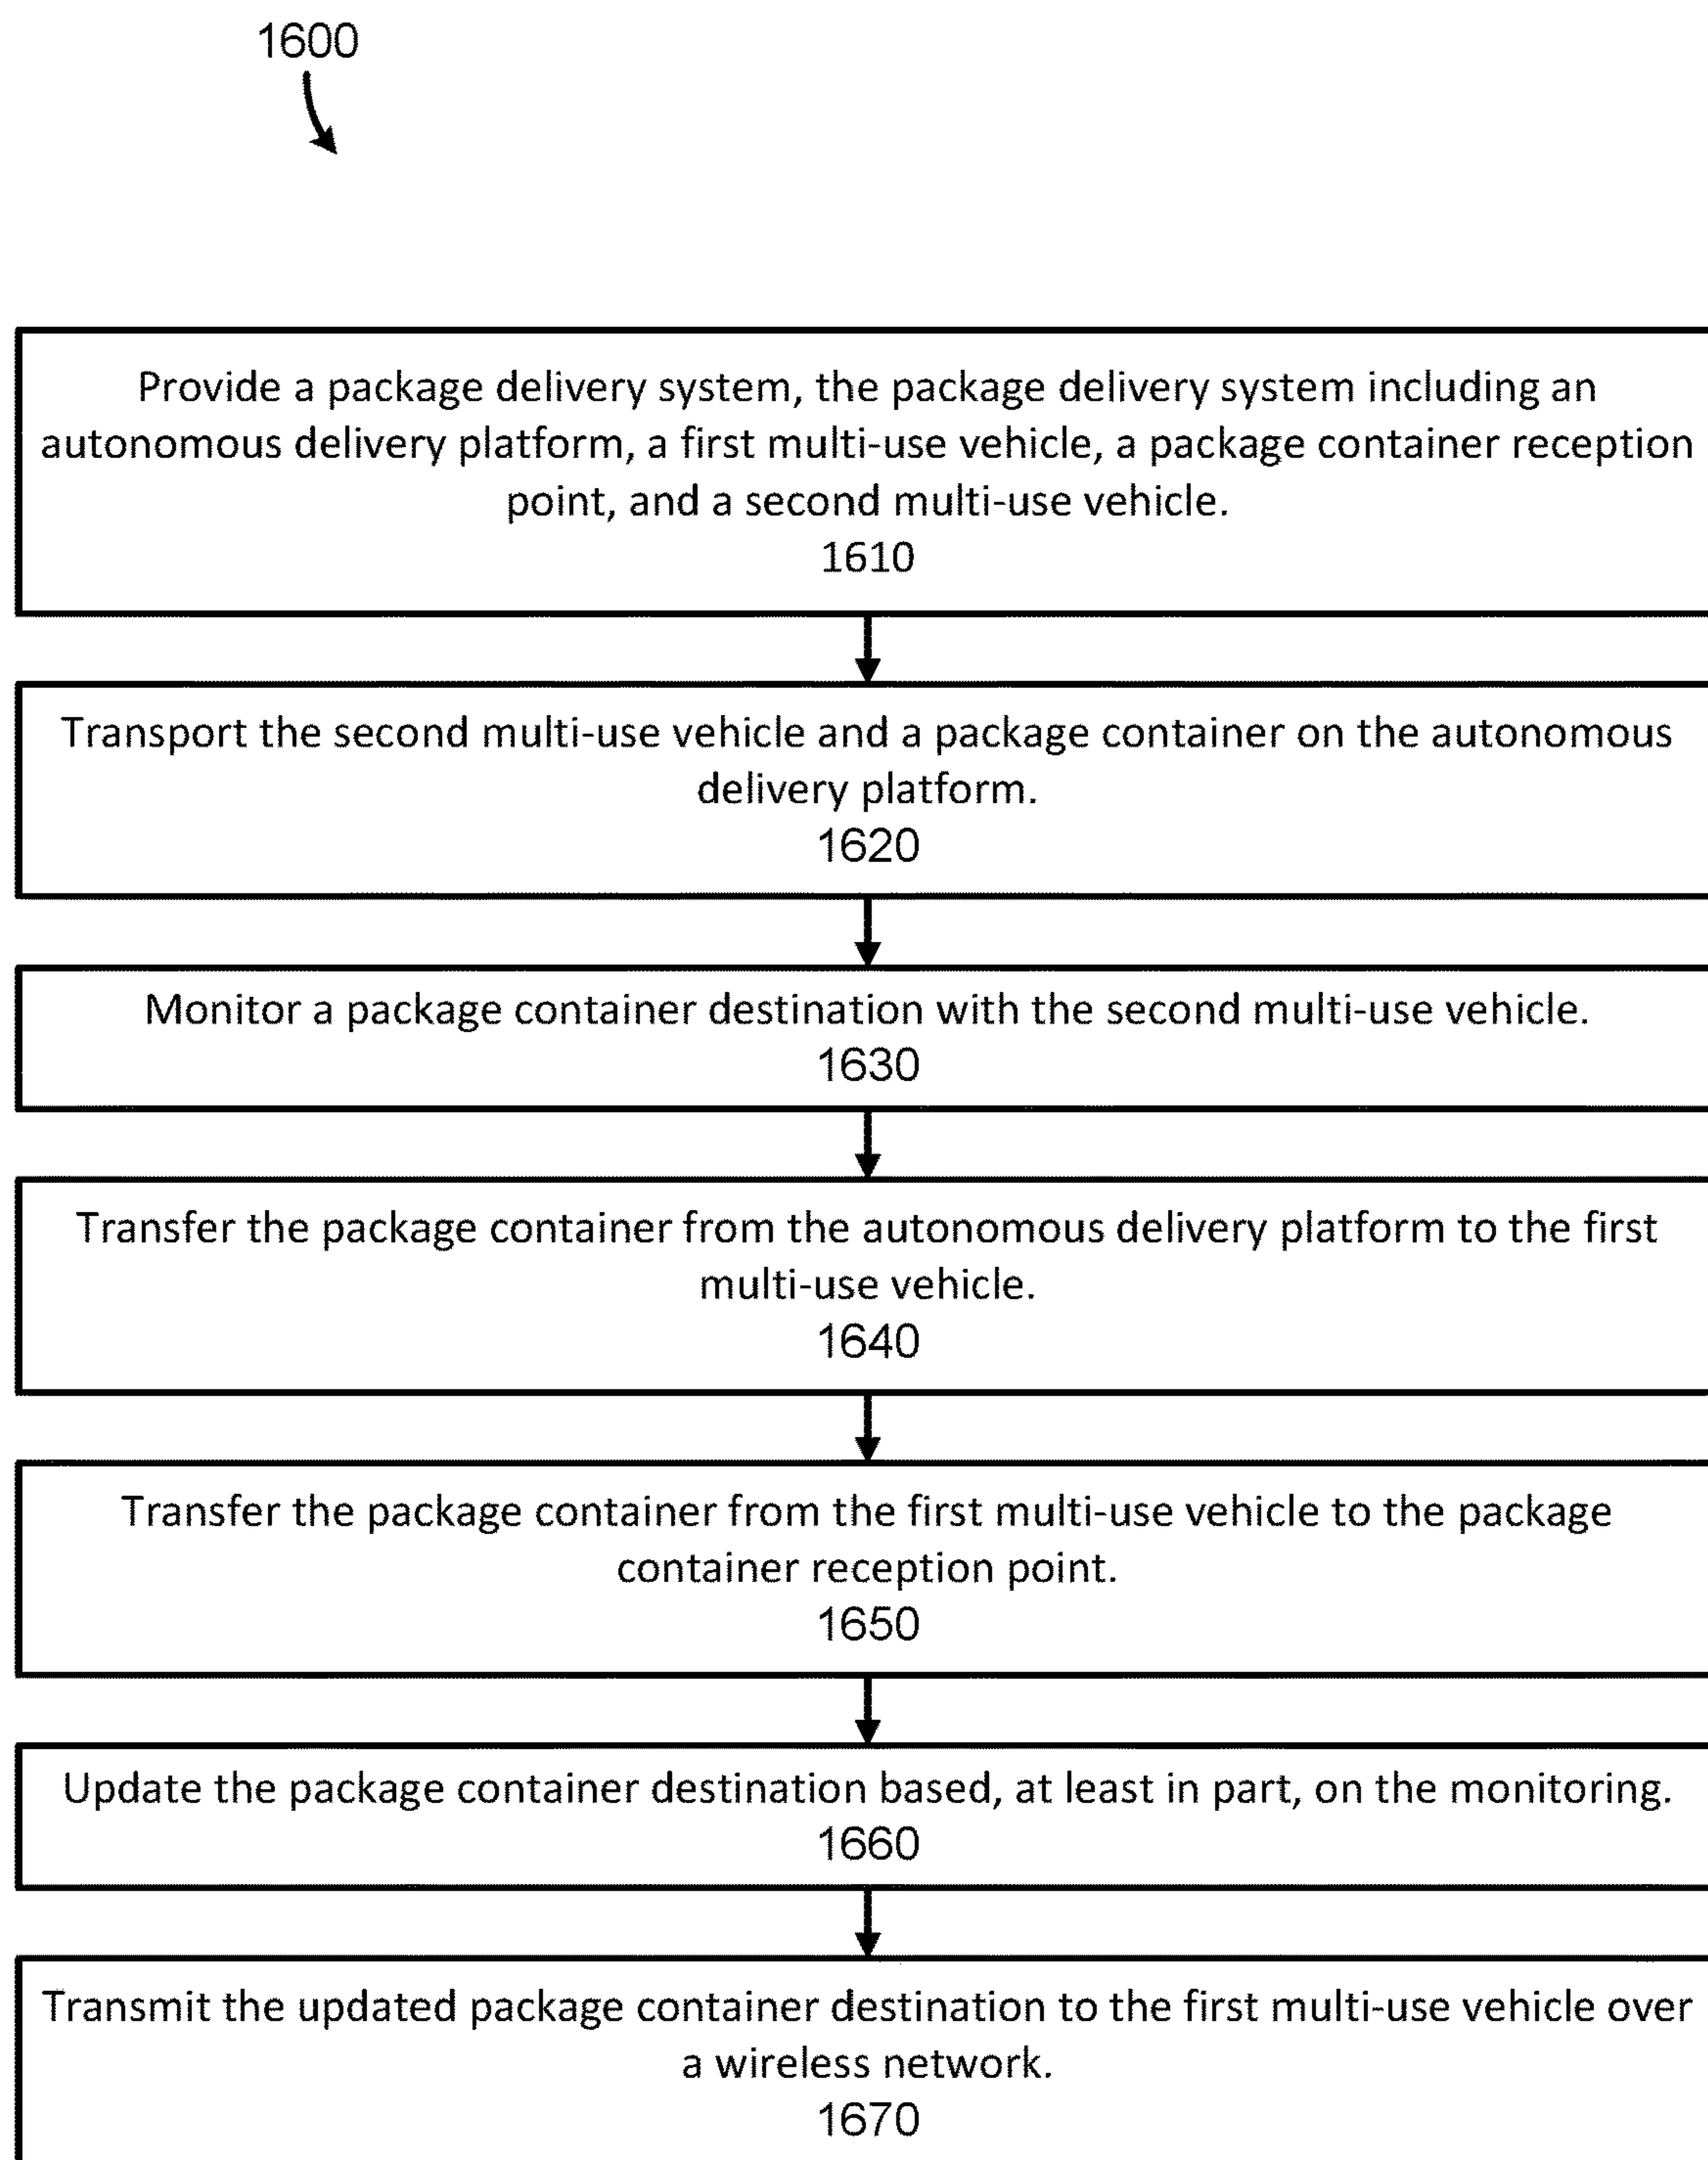 1600
Provide a package delivery system, the package delivery system including an
autonomous delivery platform, a first multi-use vehicle, a package container reception
point, and a second multi-use vehicle.
1610
Transport the second multi-use vehicle and a package container on the autonomous
delivery platform.
1620
Monitor a package container destination with the second multi-use vehicle.
1630
Transfer the package container from the autonomous delivery platform to the first
multi-use vehicle.
1640
Transfer the package container from the first multi-use vehicle to the package
container reception point.
1650
Update the package container destination based, at least in part, on the monitoring.
1660
Transmit the updated package container destination to the first multi-use vehicle over
a wireless network.
1670